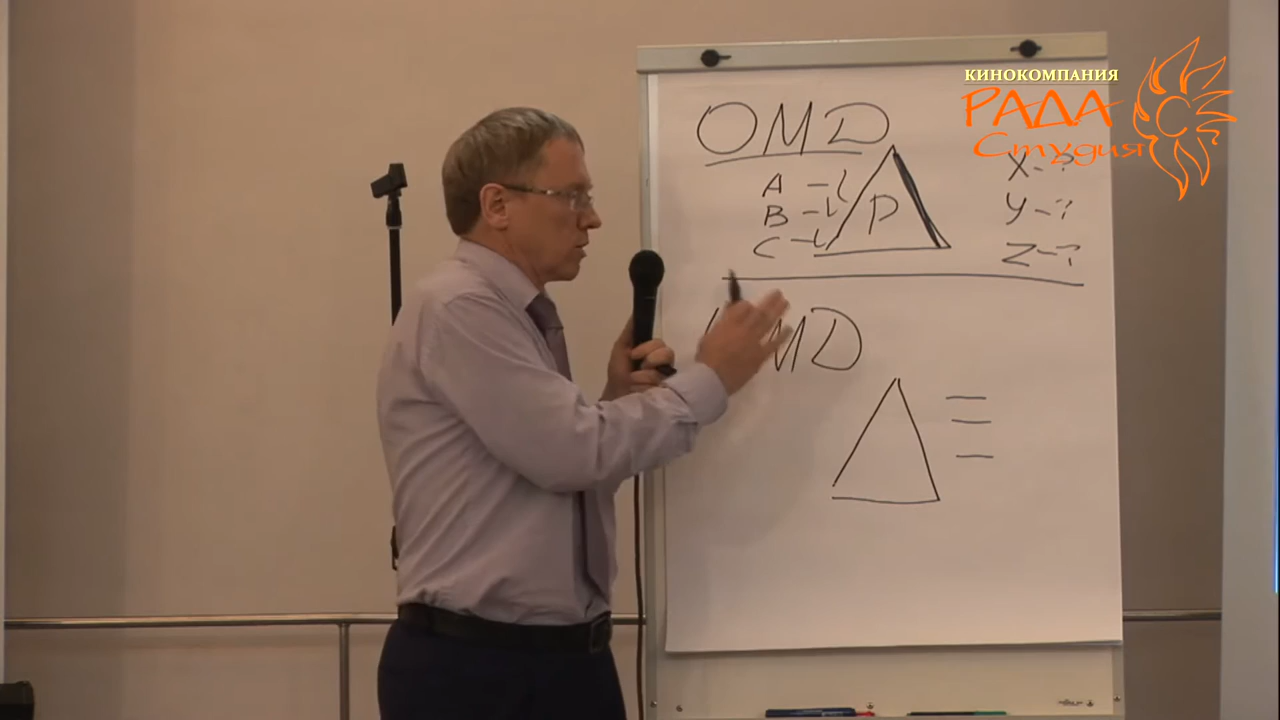 КИНОКОМПАНИЯ
РАДА
Студия
OMD
A –
B –
C –
P
X – ?
Y – ?
Z – ?
MD